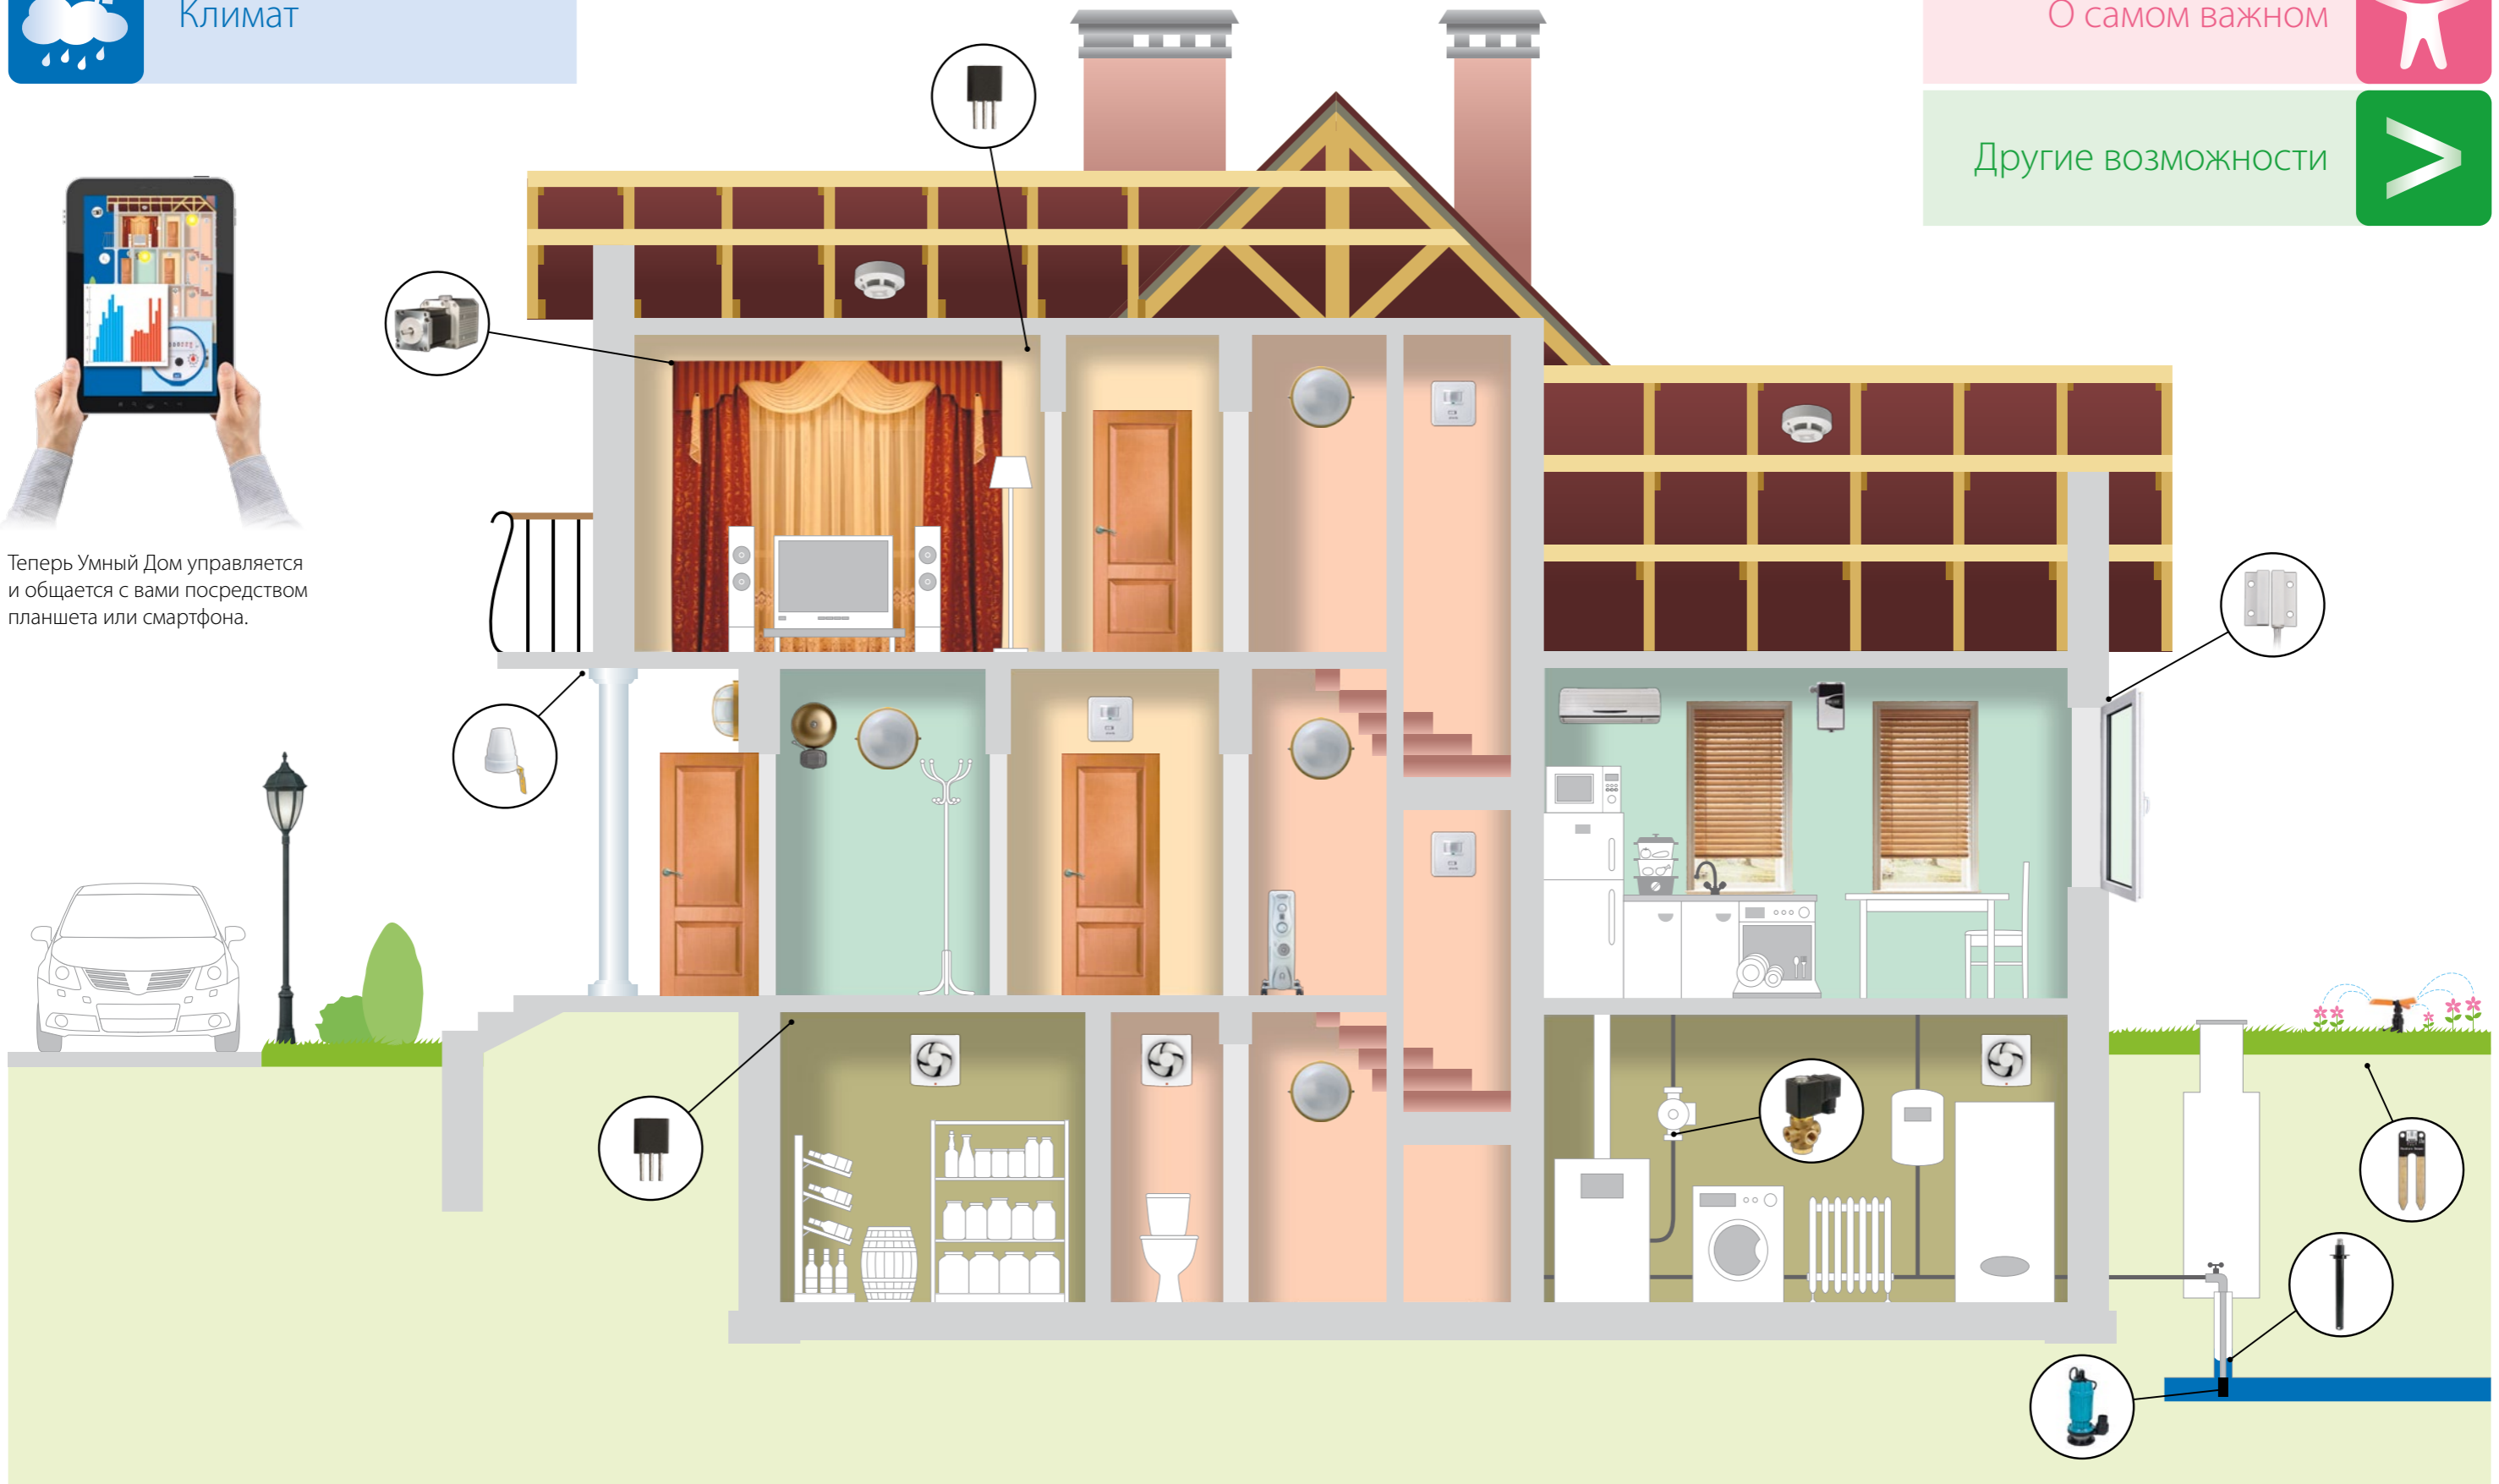 Климат
О самом важном
Другие возможности
Теперь Умный Дом управляется
и общается с вами посредством
планшета или смартфона.